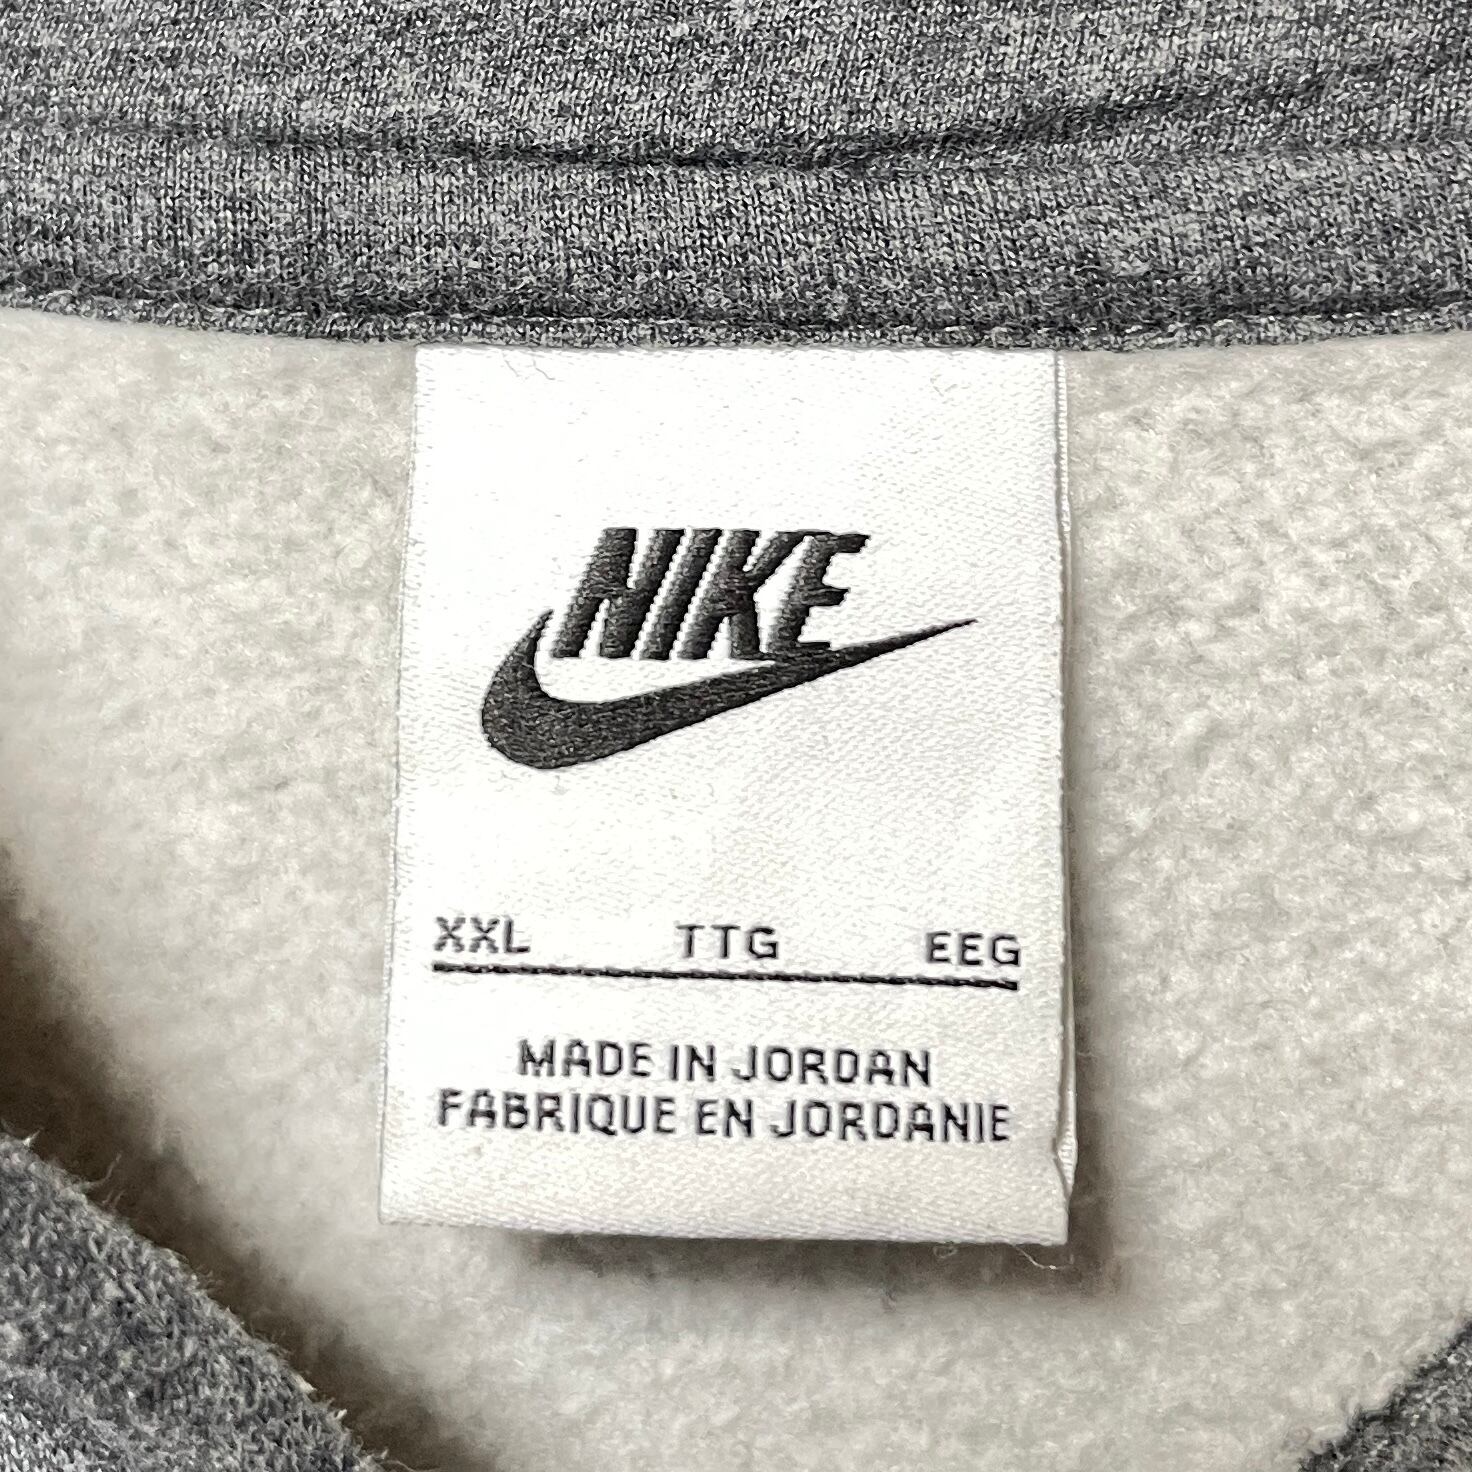 NIKE
XXL TTG EEG
MADE IN JORDAN
FABRIQUE EN JORDANIE